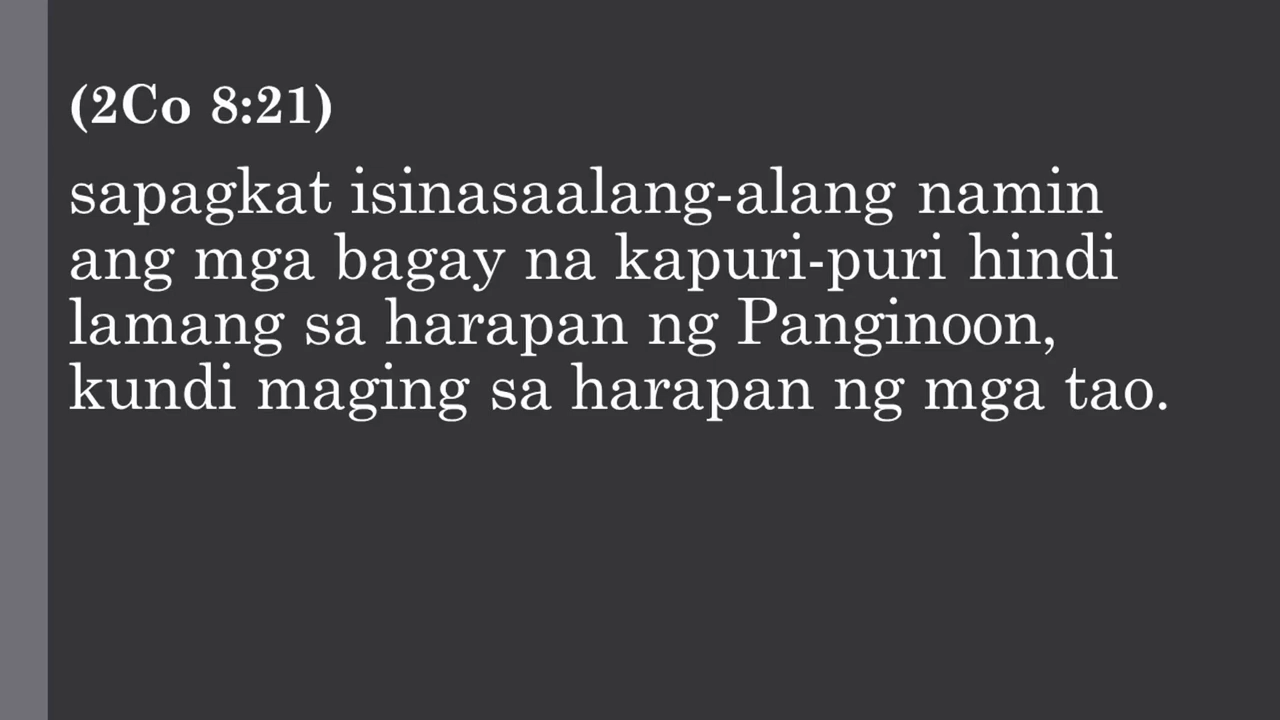 (2Co 8:21)
sapagkat isinasaalang-alang namin
ang mga bagay na kapuri-puri hindi
lamang sa harapan ng Panginoon,
kundi maging sa harapan ng mga tao.